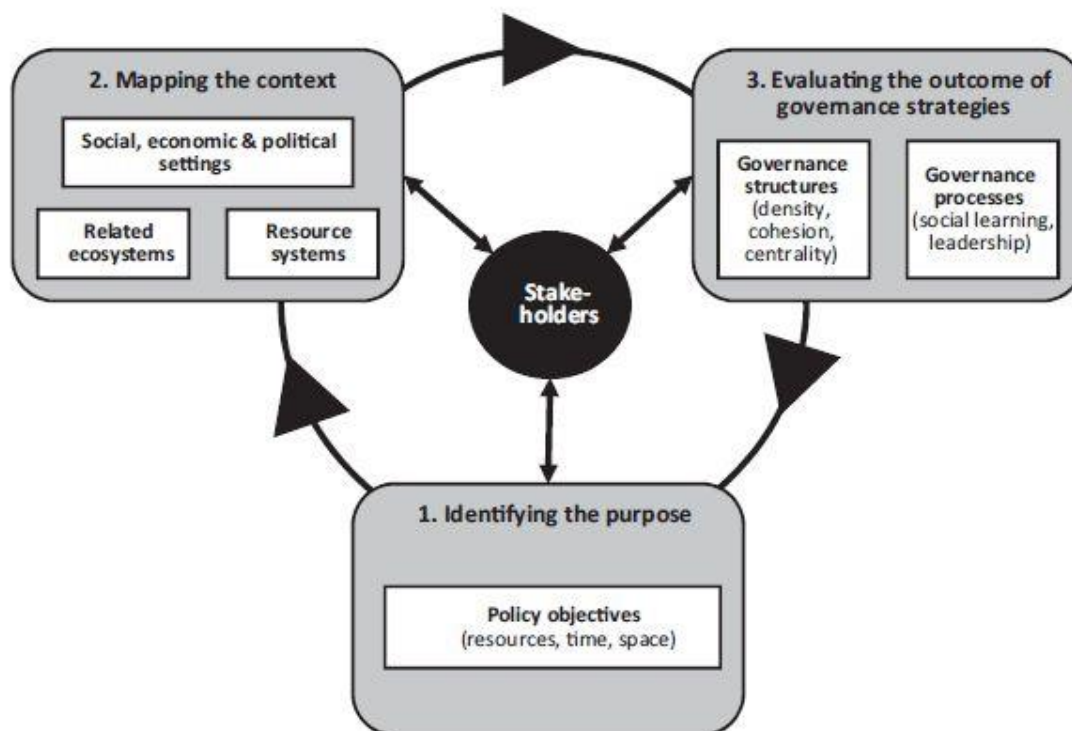 2. Mapping the context
Social, economic & political
settings
Related
ecosystems
Resource
systems
3. Evaluating the outcome of
governance strategies
Governance
structures
(density,
cohesion,
centrality)
Governance
processes
(social learning,
leadership)
Stake-
holders
1. Identifying the purpose
Policy objectives
(resources, time, space)